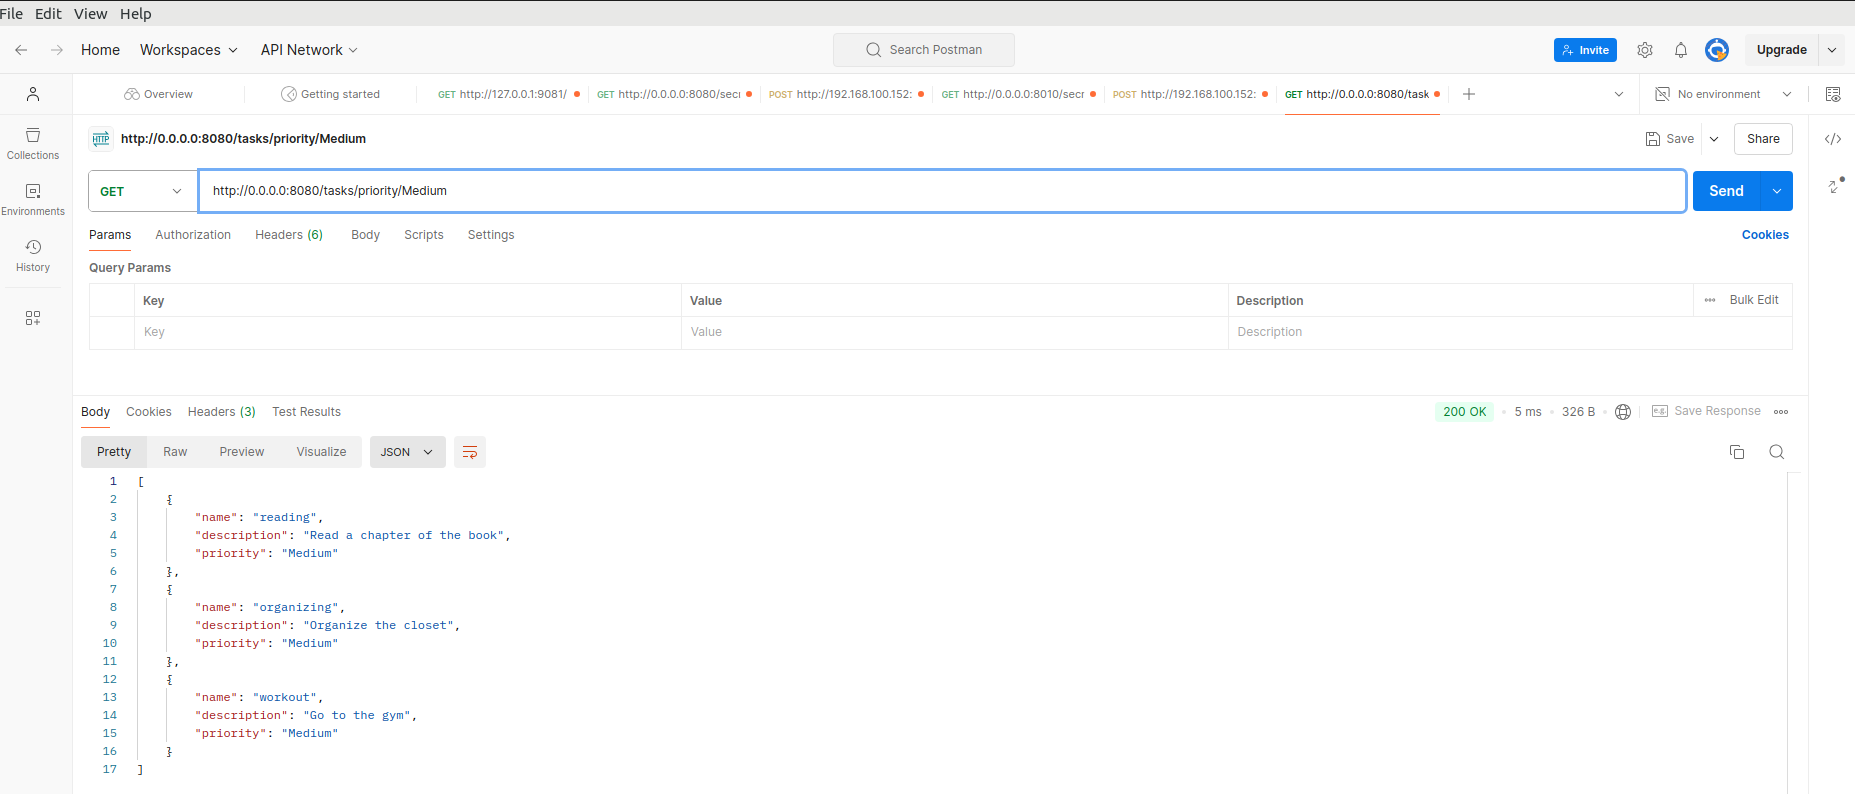 File Edit View Help
Home Workspaces API Network Search Postman Invite Upgrade
Overview Getting started GET http://127.0.0.1:9081/ GET http://0.0.0.0:8080/secr POST http://192.168.100.152: GET http://0.0.0.0:8010/secr POST http://192.168.100.152: GET http://0.0.0.0:8080/task No environment
Collections
Environments
History
HTTP http://0.0.0.0:8080/tasks/priority/Medium Save Share
GET http://0.0.0.0:8080/tasks/priority/Medium Send
Params Authorization Headers (6) Body Scripts Settings Cookies
Query Params
Key Value Description Bulk Edit
Key Value Description
Body Cookies Headers (3) Test Results 200 OK 5 ms 326 B e.g. Save Response
Pretty Raw Preview Visualize JSON
1 [
2 {
3 "name": "reading",
4 "description": "Read a chapter of the book",
5 "priority": "Medium"
6 },
7 {
8 "name": "organizing",
9 "description": "Organize the closet",
10 "priority": "Medium"
11 },
12 {
13 "name": "workout",
14 "description": "Go to the gym",
15 "priority": "Medium"
16 }
17 ]